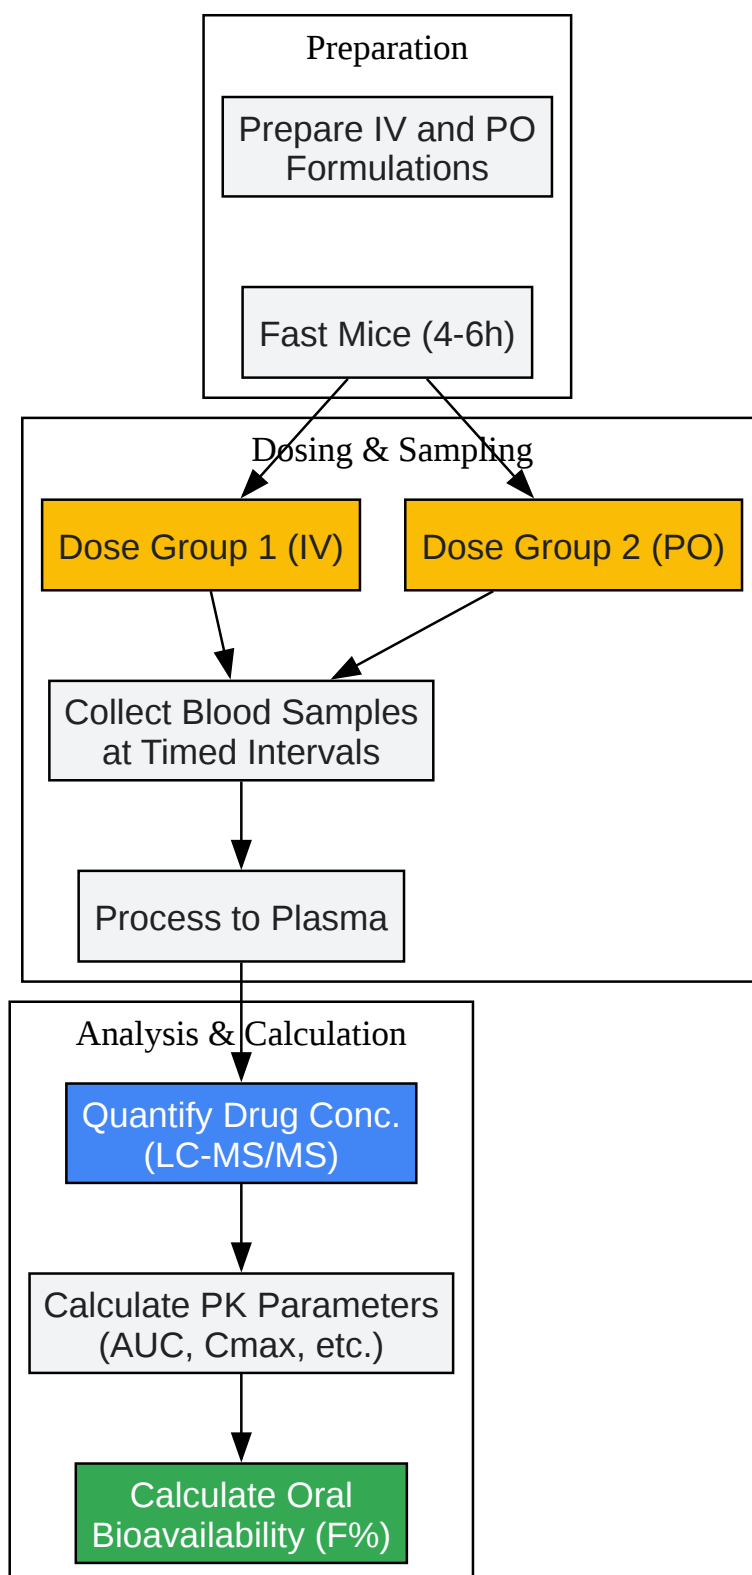 Preparation
Prepare IV and PO
Formulations
Fast Mice (4-6h)
Dosing & Sampling
Dose Group 1 (IV)
Dose Group 2 (PO)
Collect Blood Samples
at Timed Intervals
Process to Plasma
Analysis & Calculation
Quantify Drug Conc.
(LC-MS/MS)
Calculate PK Parameters
(AUC, Cmax, etc.)
Calculate Oral
Bioavailability (F%)